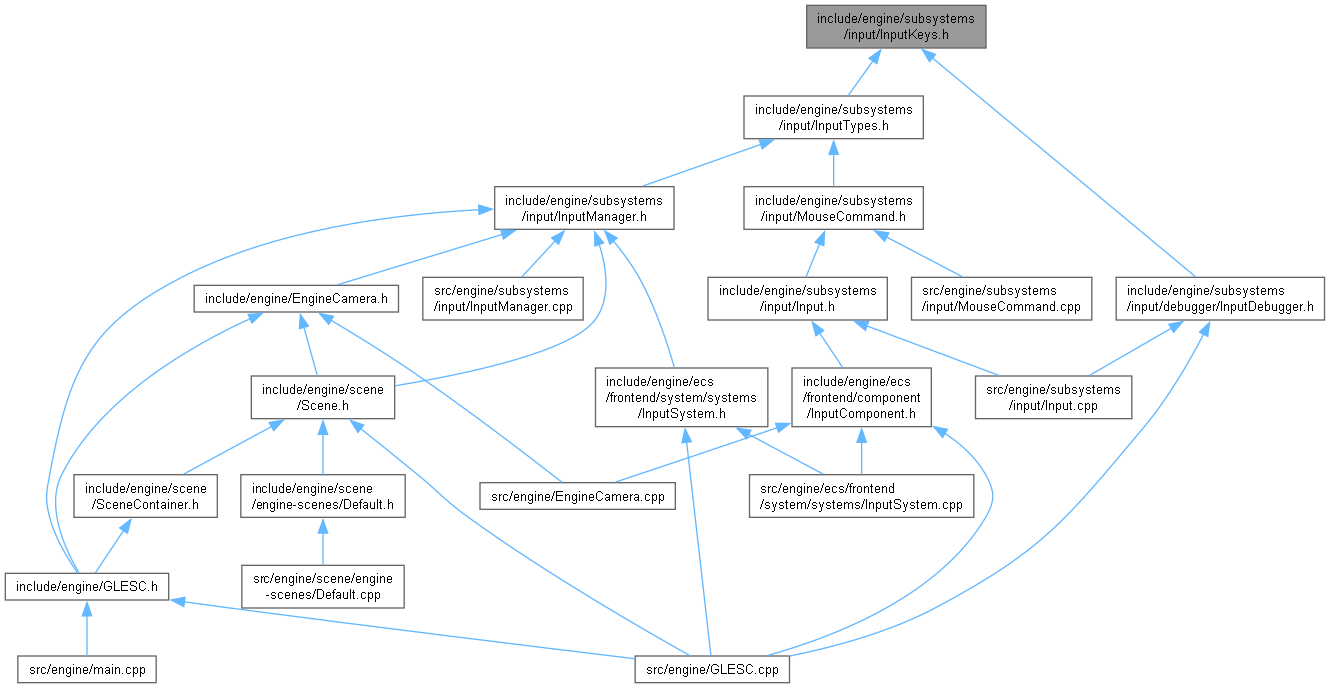 include/engine/subsystems
/input/InputKeys.h
include/engine/subsystems
/input/InputTypes.h
include/engine/subsystems
/input/InputManager.h
include/engine/subsystems
/input/MouseCommand.h
include/engine/EngineCamera.h
src/engine/subsystems
/input/InputManager.cpp
include/engine/subsystems
/input/Input.h
src/engine/subsystems
/input/MouseCommand.cpp
include/engine/subsystems
/input/debugger/InputDebugger.h
include/engine/scene
/Scene.h
include/engine/ecs
/frontend/system/systems
/InputSystem.h
include/engine/ecs
/frontend/component
/InputComponent.h
src/engine/subsystems
/input/Input.cpp
include/engine/scene
/SceneContainer.h
include/engine/scene
/engine-scenes/Default.h
src/engine/EngineCamera.cpp
src/engine/ecs/frontend
/system/systems/InputSystem.cpp
include/engine/GLESC.h
src/engine/scene/engine
-scenes/Default.cpp
src/engine/main.cpp
src/engine/GLESC.cpp